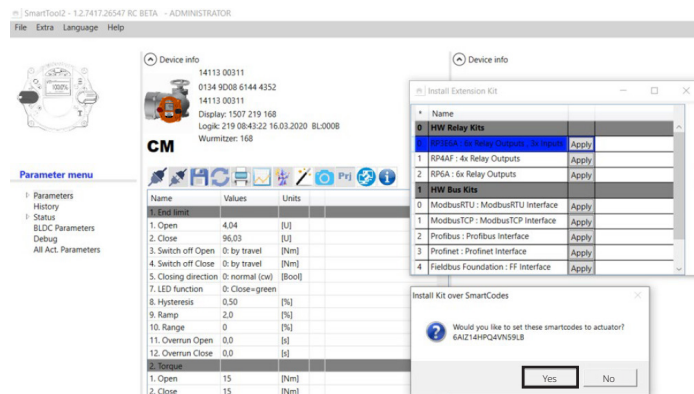 SmartTool2 - 1.2.7417.26547 RC BETA - ADMINISTRATOR
File Extra Language Help
Device info
14113 00311
0134 9D08 6144 4352
14113 00311
Display: 1507 219 168
Logik: 219 08:43:22 16.03.2020 BL:000B
Wurmitzer: 168
CM
Device info
Parameter menu
Parameters
History
Status
BLDC Parameters
Debug
All Act. Parameters
Prj
Name Values Units
1. End limit
1. Open 4,04 [U]
2. Close 96,03 [U]
3. Switch off Open 0: by travel [Nm]
4. Switch off Close 0: by travel [Nm]
5. Closing direction 0: normal (cw) [Bool]
7. LED function 0: Close=green
8. Hysteresis 0,50 [%]
9. Ramp 2,0 [%]
10. Range 0 [%]
11. Overrun Open 0,0 [s]
12. Overrun Close 0,0 [s]
2. Torque
1. Open 15 [Nm]
2. Close 15 [Nm]
Install Extension Kit
* Name
0 HW Relay Kits
Apply
1 RP4AF : 4x Relay Outputs Apply
2 RP6A : 6x Relay Outputs Apply
1 HW Bus Kits
0 ModbusRTU : ModbusRTU Interface Apply
1 ModbusTCP : ModbusTCP Interface Apply
2 Profibus : Profibus Interface Apply
3 Profinet : Profinet Interface Apply
4 Fieldbus Foundation : FF Interface Apply
Install Kit over SmartCodes
Would you like to set these smartcodes to actuator?
6AIZ14HPQ4VN59LB
Yes No